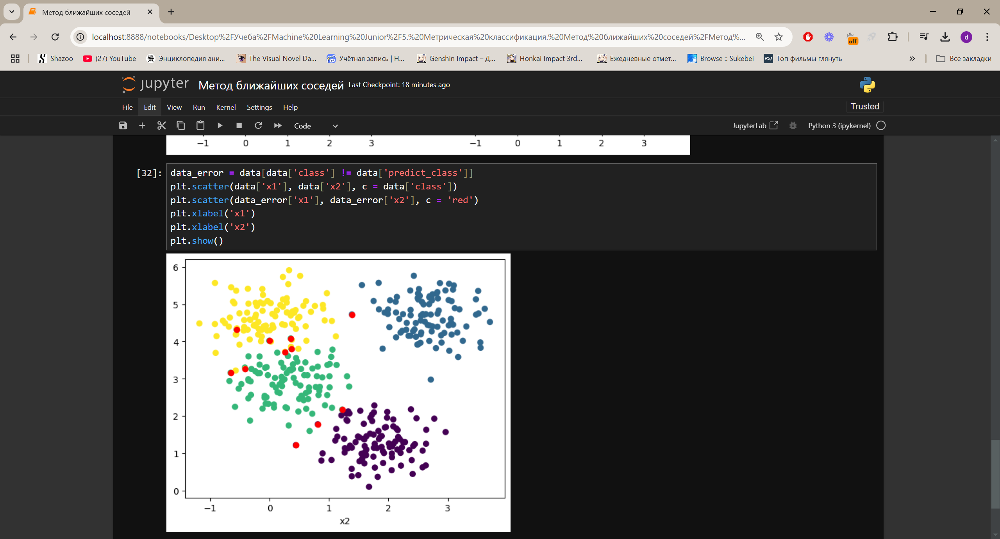 Метод ближайших соседей
localhost:8888/notebooks/Desktop%2FУчеба%2FMachine%20Learning%20Junior%2F5.%20Метрическая%20классификация.%20Метод%20ближайших%20соседей%2FМетод%...
off
d
Shazoo
(27) YouTube
Энциклопедия ани...
The Visual Novel Da...
Учётная запись | H...
Genshin Impact – Д...
Honkai Impact 3rd...
Ежедневные отмет...
Browse :: Sukebei
Топ фильмы глянуть
Все закладки
jupyter Метод ближайших соседей Last Checkpoint: 18 minutes ago
File Edit View Run Kernel Settings Help
Trusted
Code
JupyterLab
Python 3 (ipykernel)
−1 0 1 2 3 −1 0 1 2 3
[32]:
data_error = data[data['class'] != data['predict_class']]
plt.scatter(data['x1'], data['x2'], c = data['class'])
plt.scatter(data_error['x1'], data_error['x2'], c = 'red')
plt.xlabel('x1')
plt.xlabel('x2')
plt.show()
6
5
4
3
2
1
0
−1 0 1 2 3
x2